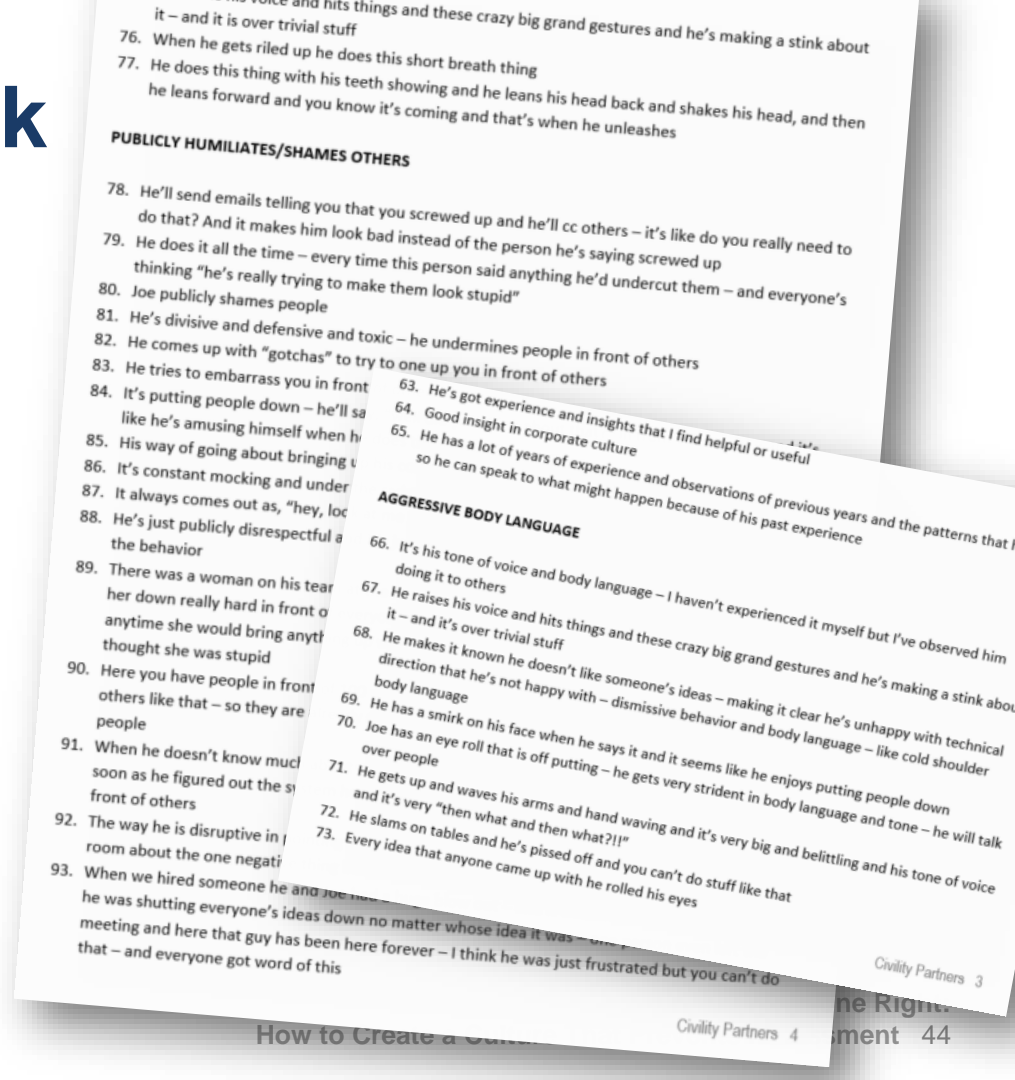 k
voice and hits things and these crazy big grand gestures and he's making a stink about
it – and it is over trivial stuff
76. When he gets riled up he does this short breath thing
77. He does this thing with his teeth showing and he leans his head back and shakes his head, and then
he leans forward and you know it's coming and that's when he unleashes
PUBLICLY HUMILIATES/SHAMES OTHERS
78. He'll send emails telling you that you screwed up and he'll cc others – it's like do you really need to
do that? And it makes him look bad instead of the person he's saying screwed up
79. He does it all the time – every time this person said anything he'd undercut them – and everyone's
thinking "he's really trying to make them look stupid"
80. Joe publicly shames people
81. He's divisive and defensive and toxic – he undermines people in front of others
82. He comes up with "gotchas" to try to one up you in front of others
83. He tries to embarrass you in front
84. It's putting people down – he'll
like he's amusing himself when
85. His way of going about bringing
86. It's constant mocking and under
87. It always comes out as, "hey,
88. He's just publicly disrespectful
the behavior
89. There was a woman on his
her down really hard in front
anytime she would bring
thought she was stupid
90. Here you have people in front
others like that – so they are
people
91. When he doesn't know
soon as he figured out the
front of others
92. The way he is disruptive in
room about the one
93. When we hired someone he and Joe
he was shutting everyone's ideas down no matter whose idea it was –
meeting and here that guy has been here forever – I think he was just frustrated but you can't do
that – and everyone got word of this
Civility Partners 4
63. He's got experience and insights that I find helpful or useful
64. Good insight in corporate culture
65. He has a lot of years of experience and observations of previous years and the patterns that
so he can speak to what might happen because of his past experience
AGGRESSIVE BODY LANGUAGE
66. It's his tone of voice and body language – I haven't experienced it myself but I've observed him
doing it to others
67. He raises his voice and hits things and these crazy big grand gestures and he's making a stink
it – and it's over trivial stuff
68. He makes it known he doesn't like someone's ideas – making it clear he's unhappy with technical
direction that he's not happy with – dismissive behavior and body language – like cold shoulder
body language
69. He has a smirk on his face when he says it and it seems like he enjoys putting people down
70. Joe has an eye roll that is off putting – he gets very strident in body language and tone – he will talk
over people
71. He gets up and waves his arms and hand waving and it's very big and belittling and his tone of voice
and it's very "then what and then what?!!"
72. He slams on tables and he's pissed off and you can't do stuff like that
73. Every idea that anyone came up with he rolled his eyes
Civility Partners 3
ne Right:
How to Create a
sment 44